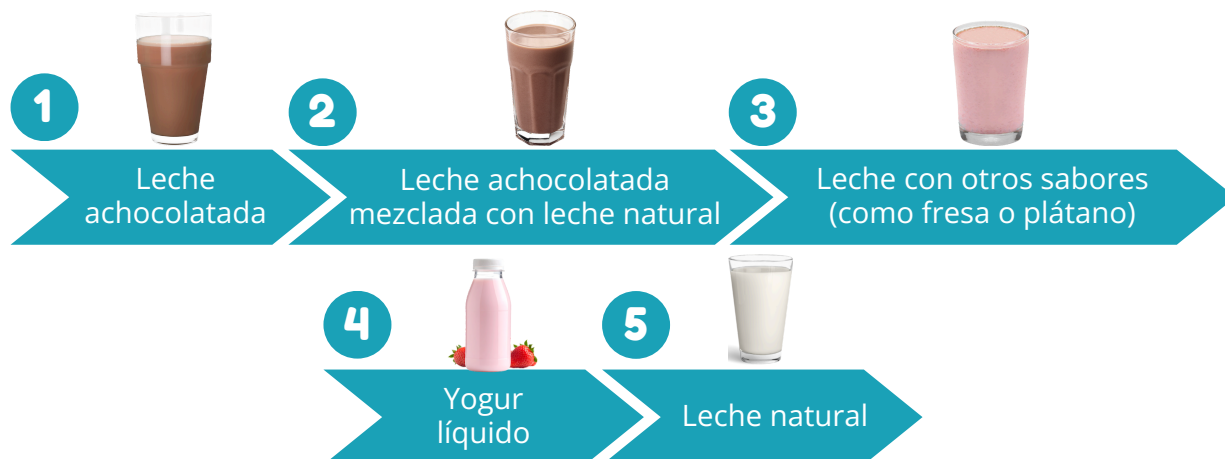 1
Leche
achocolatada
2
Leche achocolatada
mezclada con leche natural
3
Leche con otros sabores
(como fresa o plátano)
4
Yogur
líquido
5
Leche natural